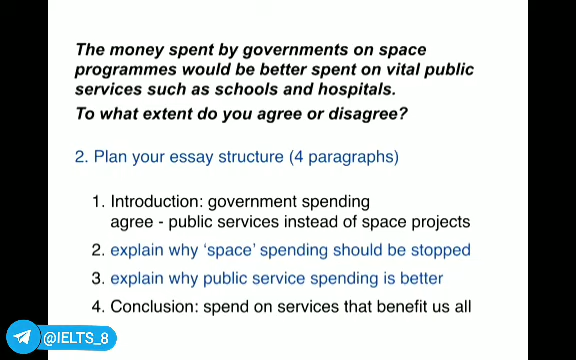 The money spent by governments on space
programmes would be better spent on vital public
services such as schools and hospitals.
To what extent do you agree or disagree?
2. Plan your essay structure (4 paragraphs)
1. Introduction: government spending
agree - public services instead of space projects
2. explain why ‘space’ spending should be stopped
3. explain why public service spending is better
4. Conclusion: spend on services that benefit us all
@IELTS_8